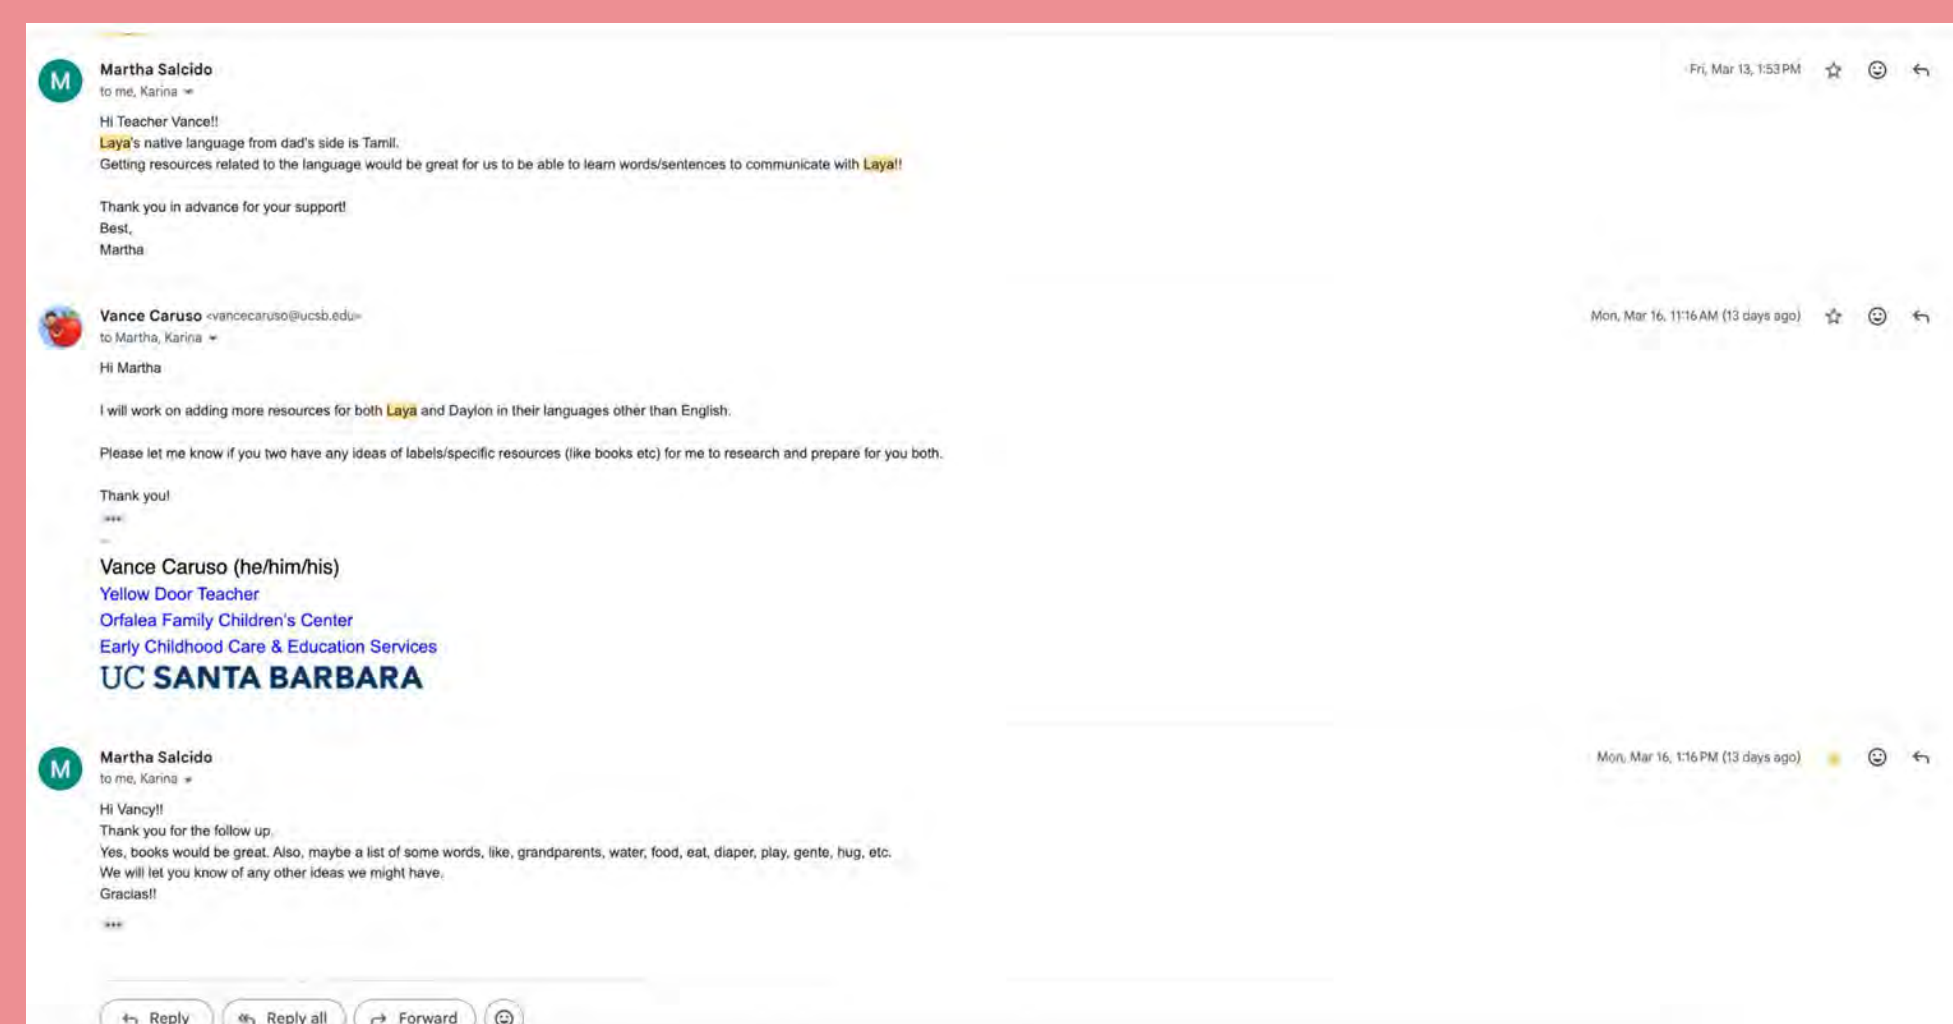 M
Martha Salcido
Fri, Mar 13, 1:53 PM
to me, Karina
Hi Teacher Vance!!
Laya's native language from dad's side is Tamil.
Getting resources related to the language would be great for us to be able to learn words/sentences to communicate with Laya!!
Thank you in advance for your support!
Best,
Martha
Vance Caruso <vancecaruso@ucsb.edu>
Mon, Mar 16, 11:16 AM (13 days ago)
to Martha, Karina
Hi Martha
I will work on adding more resources for both Laya and Daylon in their languages other than English.
Please let me know if you two have any ideas of labels/specific resources (like books etc) for me to research and prepare for you both.
Thank you!
Vance Caruso (he/him/his)
Yellow Door Teacher
Orfalea Family Children's Center
Early Childhood Care & Education Services
UC SANTA BARBARA
M
Martha Salcido
Mon, Mar 16, 1:16 PM (13 days ago)
to me, Karina
Hi Vancy!!
Thank you for the follow up.
Yes, books would be great. Also, maybe a list of some words, like, grandparents, water, food, eat, diaper, play, gente, hug, etc.
We will let you know of any other ideas we might have.
Gracias!!
Reply
Reply all
Forward